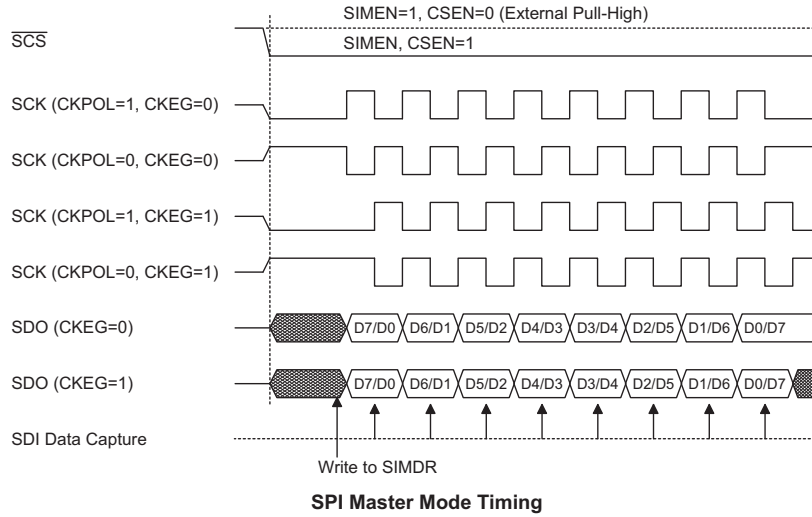 SIMEN=1, CSEN=0 (External Pull-High)
SCS
SIMEN, CSEN=1
SCK (CKPOL=1, CKEG=0)
SCK (CKPOL=0, CKEG=0)
SCK (CKPOL=1, CKEG=1)
SCK (CKPOL=0, CKEG=1)
SDO (CKEG=0) D7/D0 D6/D1 D5/D2 D4/D3 D3/D4 D2/D5 D1/D6 D0/D7
SDO (CKEG=1) D7/D0 D6/D1 D5/D2 D4/D3 D3/D4 D2/D5 D1/D6 D0/D7
SDI Data Capture
Write to SIMDR
SPI Master Mode Timing